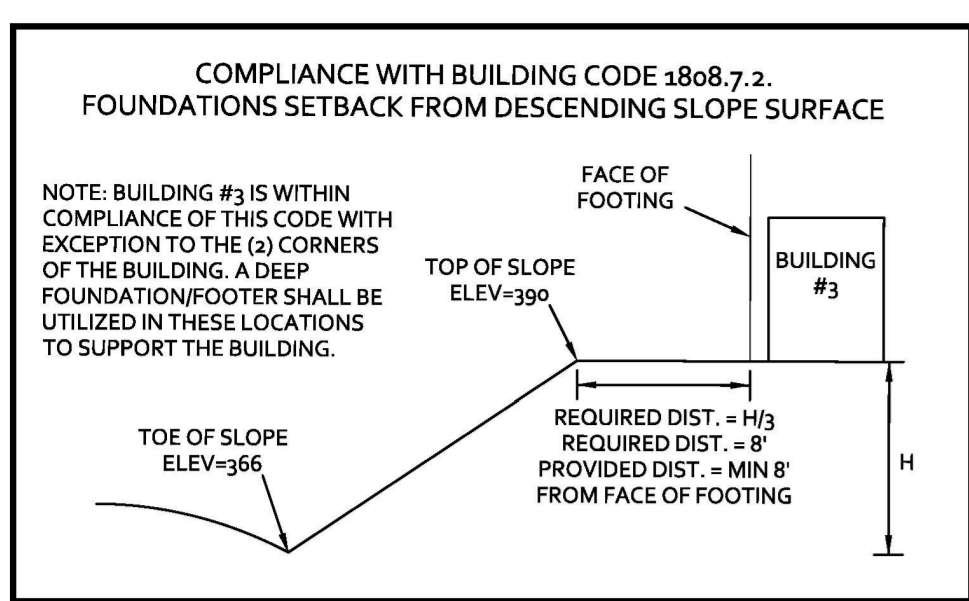 COMPLIANCE WITH BUILDING CODE 1808.7.2.
FOUNDATIONS SETBACK FROM DESCENDING SLOPE SURFACE
NOTE: BUILDING #3 IS WITHIN
COMPLIANCE OF THIS CODE WITH
EXCEPTION TO THE (2) CORNERS
OF THE BUILDING. A DEEP
FOUNDATION/FOOTER SHALL BE
UTILIZED IN THESE LOCATIONS
TO SUPPORT THE BUILDING.
FACE OF
FOOTING
TOP OF SLOPE
ELEV=390
BUILDING
#3
TOE OF SLOPE
ELEV=366
REQUIRED DIST. = H/3
REQUIRED DIST. = 8'
PROVIDED DIST. = MIN 8'
FROM FACE OF FOOTING
H